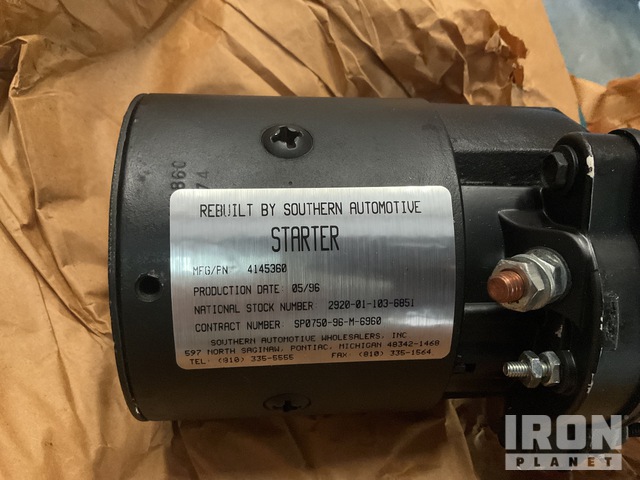 REBUILT BY SOUTHERN AUTOMOTIVE
STARTER
MFG/PN 4145360
PRODUCTION DATE: 05/96
NATIONAL STOCK NUMBER: 2920-01-103-6851
CONTRACT NUMBER: SP0750-96-M-6960
SOUTHERN AUTOMOTIVE WHOLESALERS, INC
597 NORTH SAGINAW, PONTIAC, MICHIGAN 48342-1468
TEL: (810) 335-5555 FAX: (810) 335-1564
IRON
PLANET